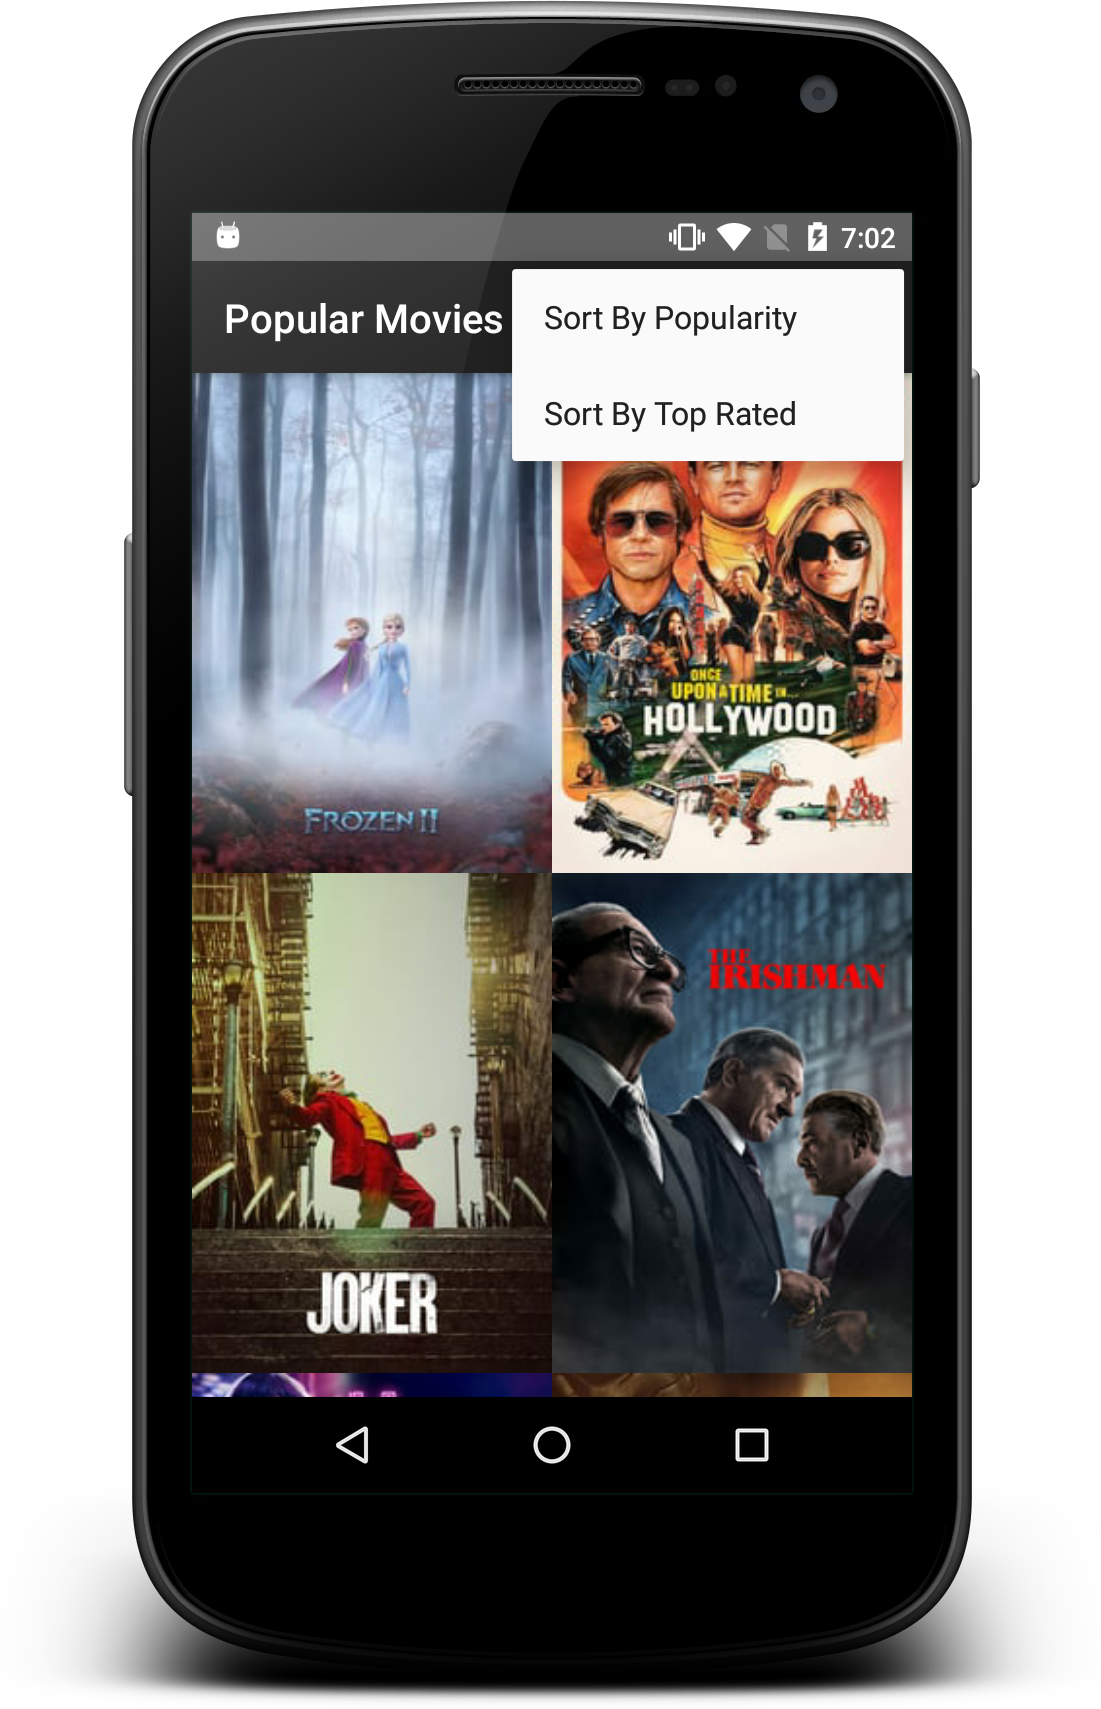 7:02
Popular Movies
Sort By Popularity
Sort By Top Rated
FROZEN II
ONCE
UPON A TIME IN...
HOLLYWOOD
JOKER
THE
IRISHMAN